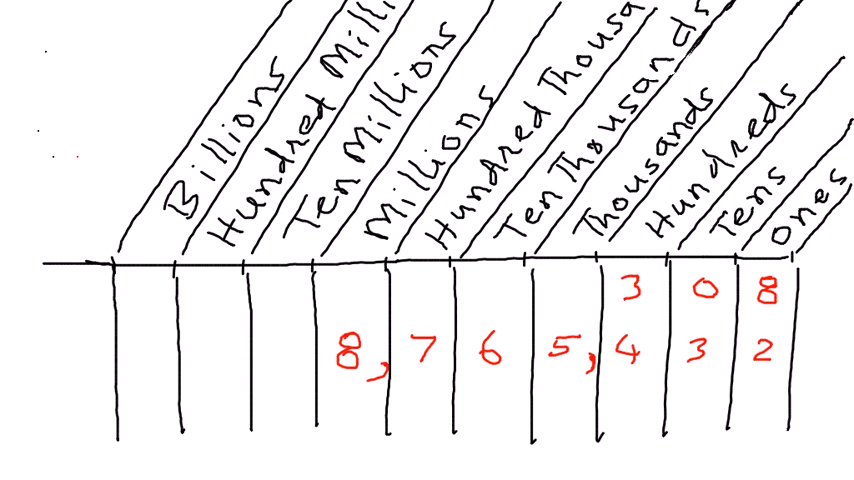 Billions
Hundred Milli
Ten Millions
Millions
Hundred Thousa
Ten Thousands
Thousands
Hundreds
Tens
ones
3 0 8
8, 7 6 5, 4 3 2